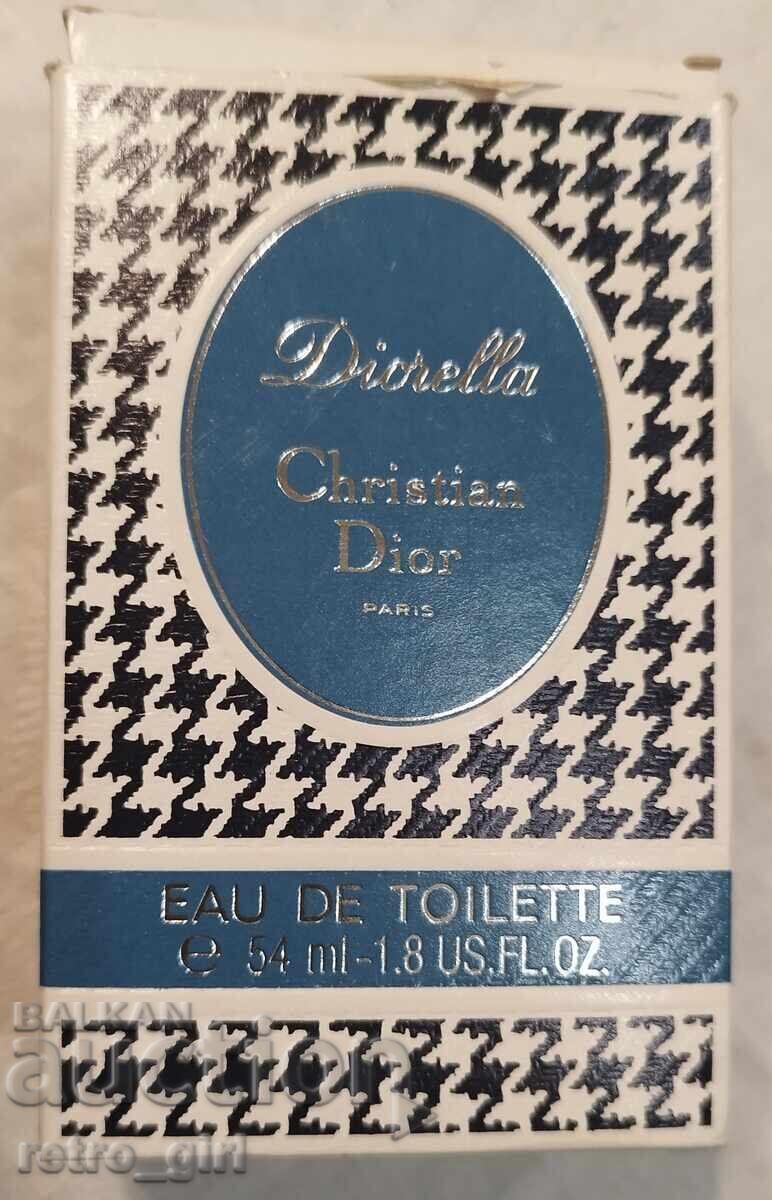 Diorella
Christian
Dior
PARIS
EAU DE TOILETTE
℮ 54 ml-1.8 US.FL.OZ.
BALKAN
auction
retro_girl